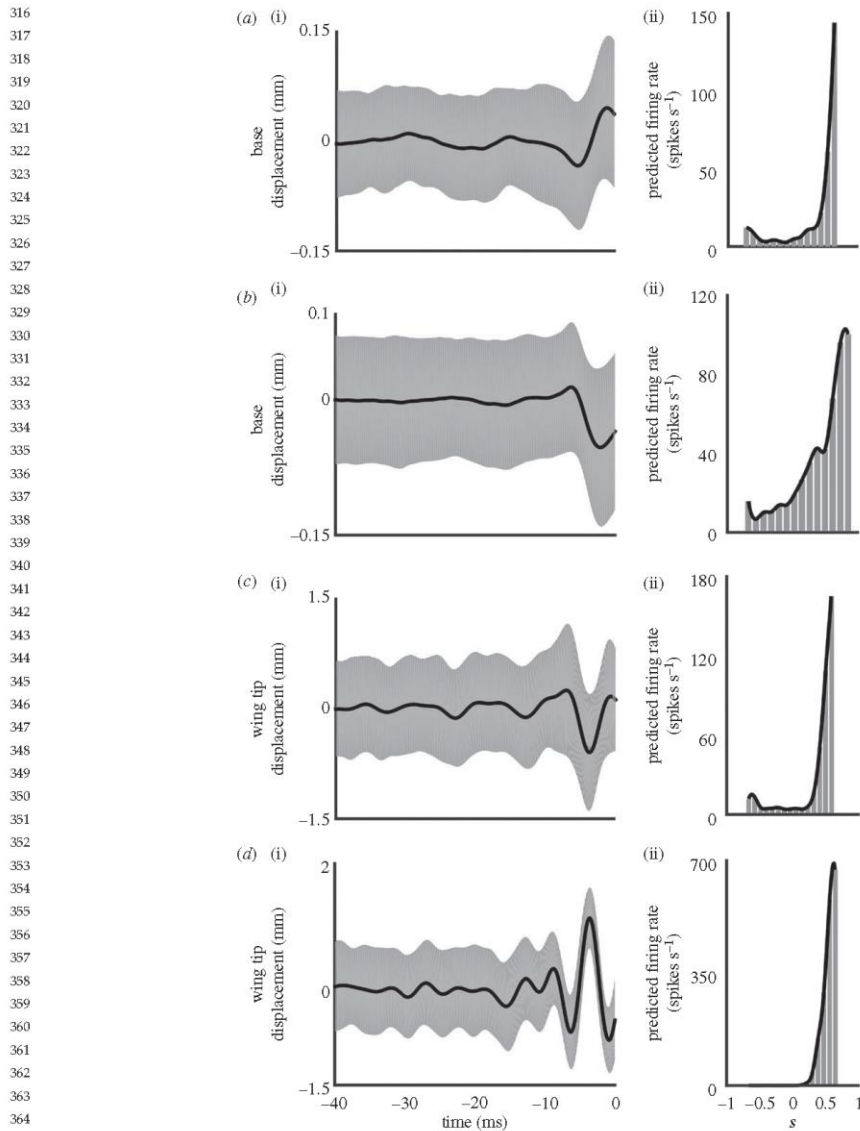 316
317
318
319
320
321
322
323
324
325
326
327
328
329
330
331
332
333
334
335
336
337
338
339
340
341
342
343
344
345
346
347
348
349
350
351
352
353
354
355
356
357
358
359
360
361
362
363
364
(a) (i)
0.15
0
−0.15
base
displacement (mm)
(ii)
150
100
50
0
predicted firing rate
(spikes s−1)
(b) (i)
0.1
0
−0.15
base
displacement (mm)
(ii)
120
80
40
0
predicted firing rate
(spikes s−1)
(c) (i)
1.5
0
−1.5
wing tip
displacement (mm)
(ii)
180
120
60
0
predicted firing rate
(spikes s−1)
(d) (i)
2
0
−1.5
wing tip
displacement (mm)
−40 −30 −20 −10 0
time (ms)
(ii)
700
350
0
predicted firing rate
(spikes s−1)
−1 −0.5 0 0.5 1
s